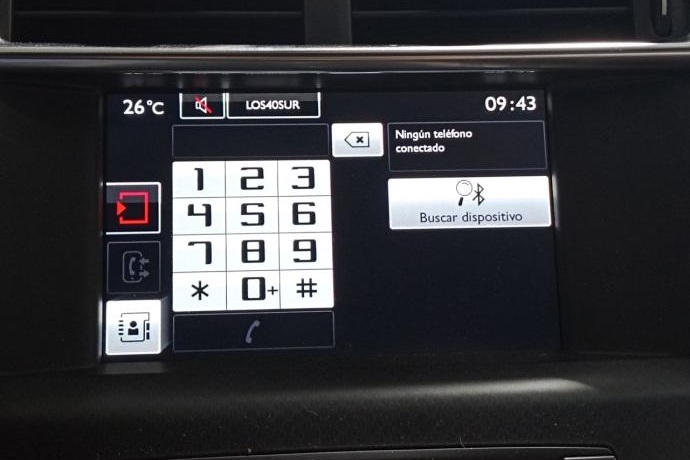 26°C
LOS40SUR
09:43
Ningún teléfono
conectado
Buscar dispositivo
1 2 3
4 5 6
7 8 9
* 0+ #